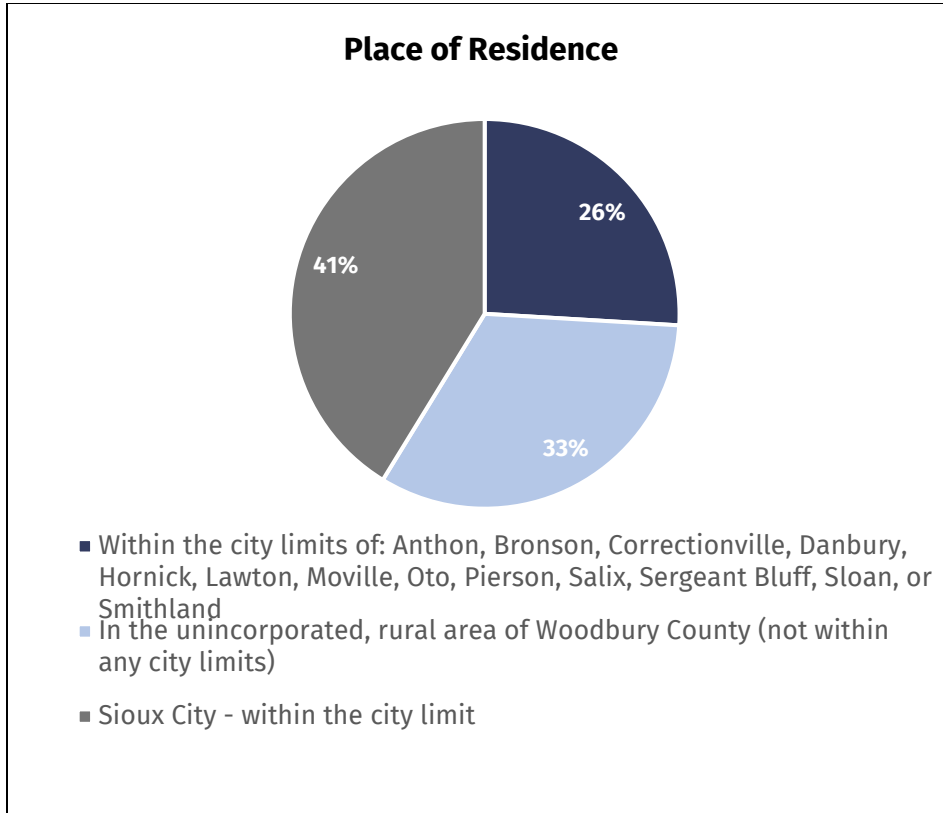 Place of Residence
26%
41%
33%
Within the city limits of: Anthon, Bronson, Correctionville, Danbury,
Hornick, Lawton, Moville, Oto, Pierson, Salix, Sergeant Bluff, Sloan, or
Smithland
In the unincorporated, rural area of Woodbury County (not within
any city limits)
Sioux City - within the city limit